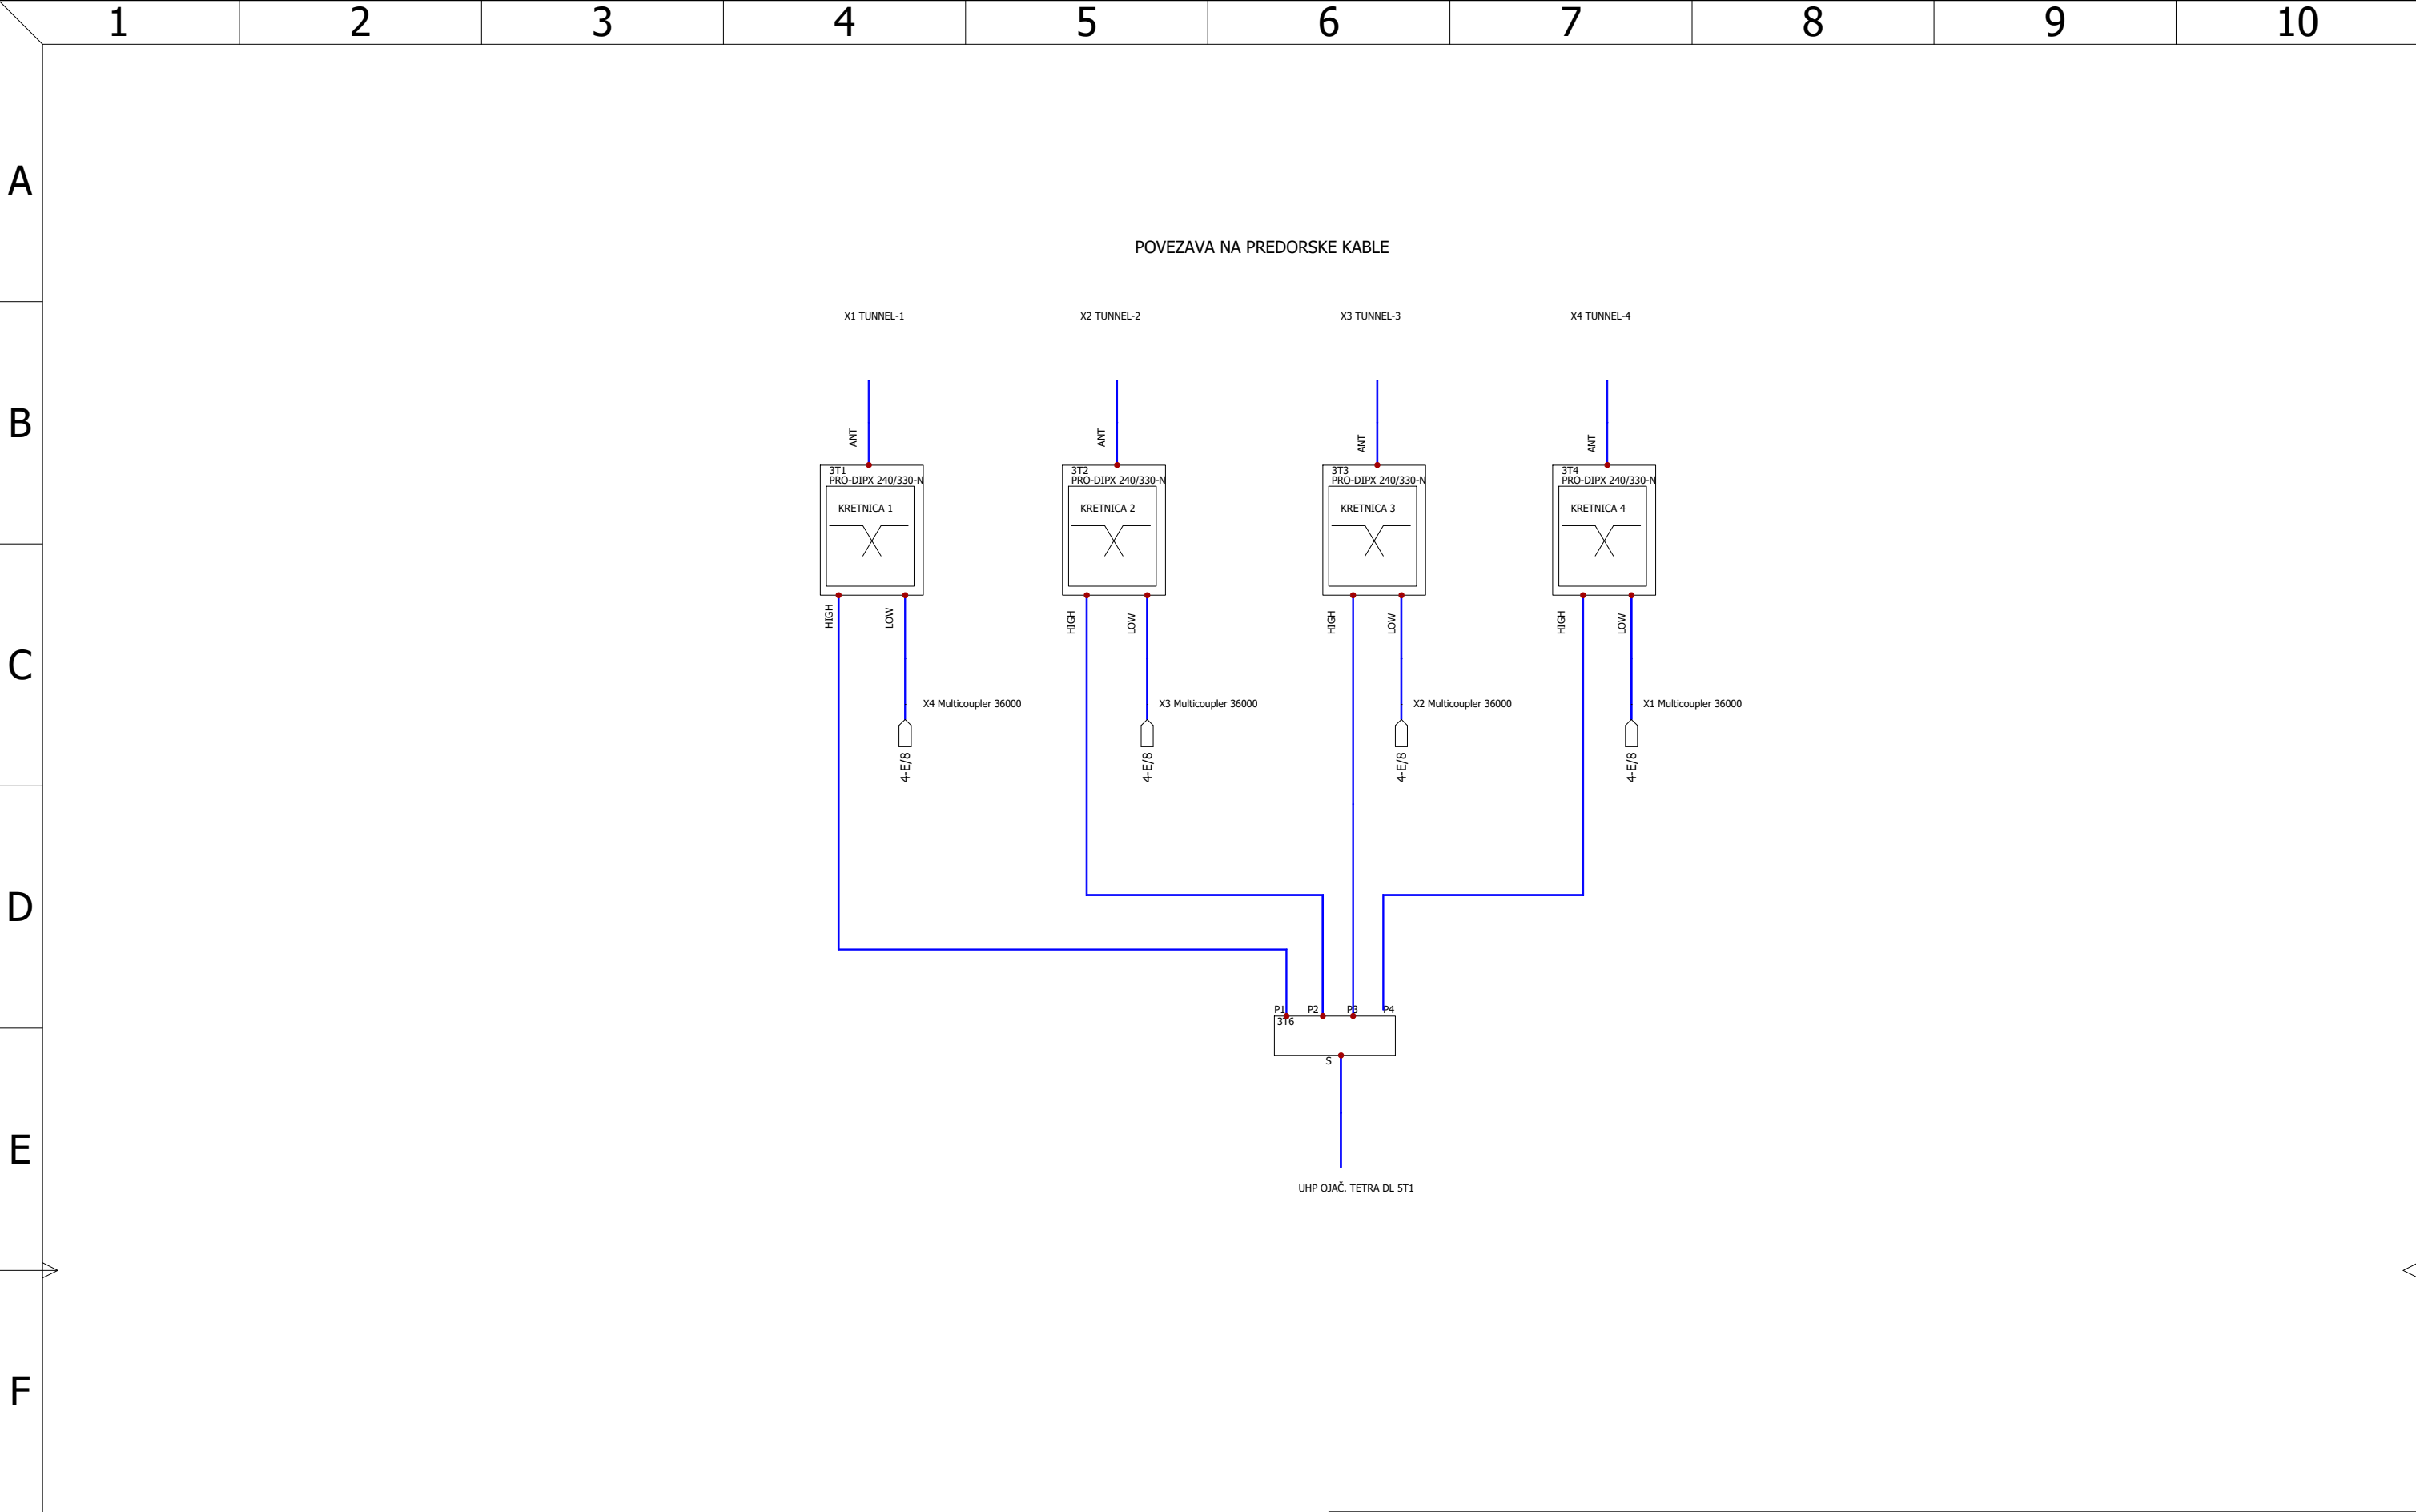 1 2 3 4 5 6 7 8 9 10
A
POVEZAVA NA PREDORSKE KABLE
X1 TUNNEL-1 X2 TUNNEL-2 X3 TUNNEL-3 X4 TUNNEL-4
B
ANT ANT ANT ANT
3T1 3T2 3T3 3T4
PRO-DIPX 240/330-N PRO-DIPX 240/330-N PRO-DIPX 240/330-N PRO-DIPX 240/330-N
KRETNICA 1 KRETNICA 2 KRETNICA 3 KRETNICA 4
HIGH LOW HIGH LOW HIGH LOW HIGH LOW
C
X4 Multicoupler 36000 X3 Multicoupler 36000 X2 Multicoupler 36000 X1 Multicoupler 36000
4-E/8 4-E/8 4-E/8 4-E/8
D
P1 P2 P3 P4
3T6
S
E
UHP OJAČ. TETRA DL 5T1
F